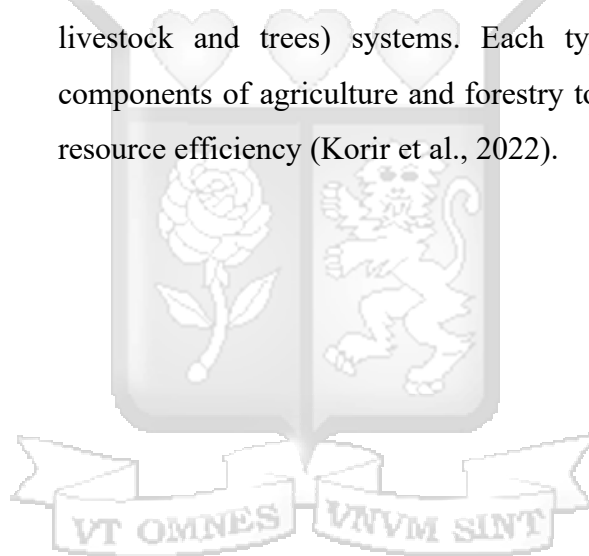 livestock and trees) systems. Each ty
components of agriculture and forestry to
resource efficiency (Korir et al., 2022).
VT OMNES VNVM SINT